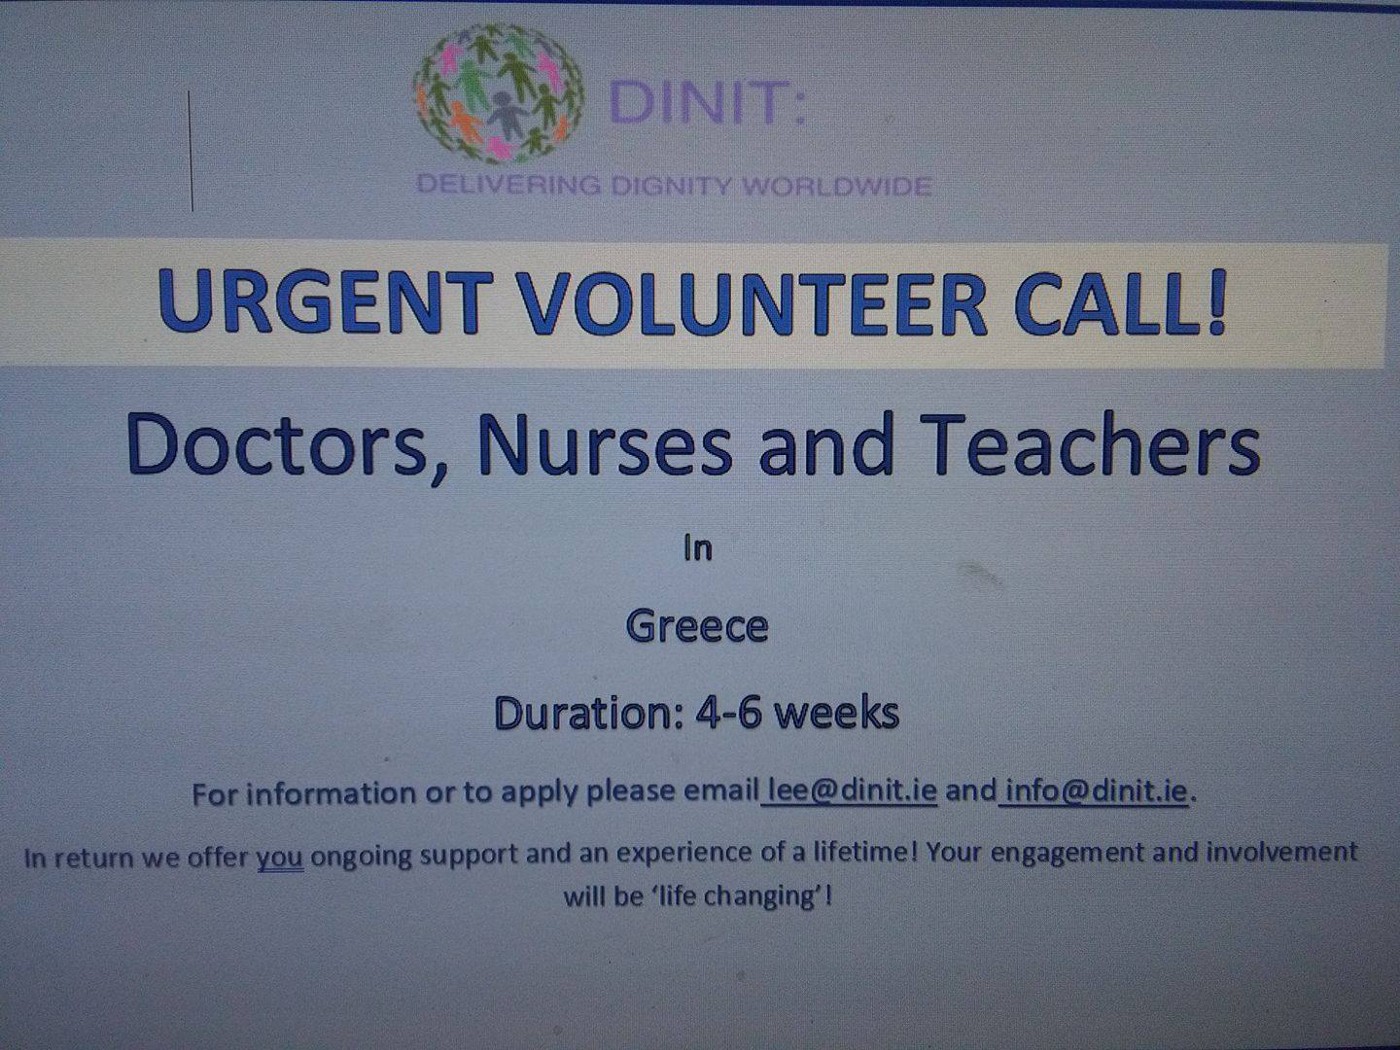 DINIT:
DELIVERING DIGNITY WORLDWIDE
URGENT VOLUNTEER CALL!
Doctors, Nurses and Teachers
In
Greece
Duration: 4-6 weeks
For information or to apply please email lee@dinit.ie and info@dinit.ie.
In return we offer you ongoing support and an experience of a lifetime! Your engagement and involvement
will be ‘life changing’!